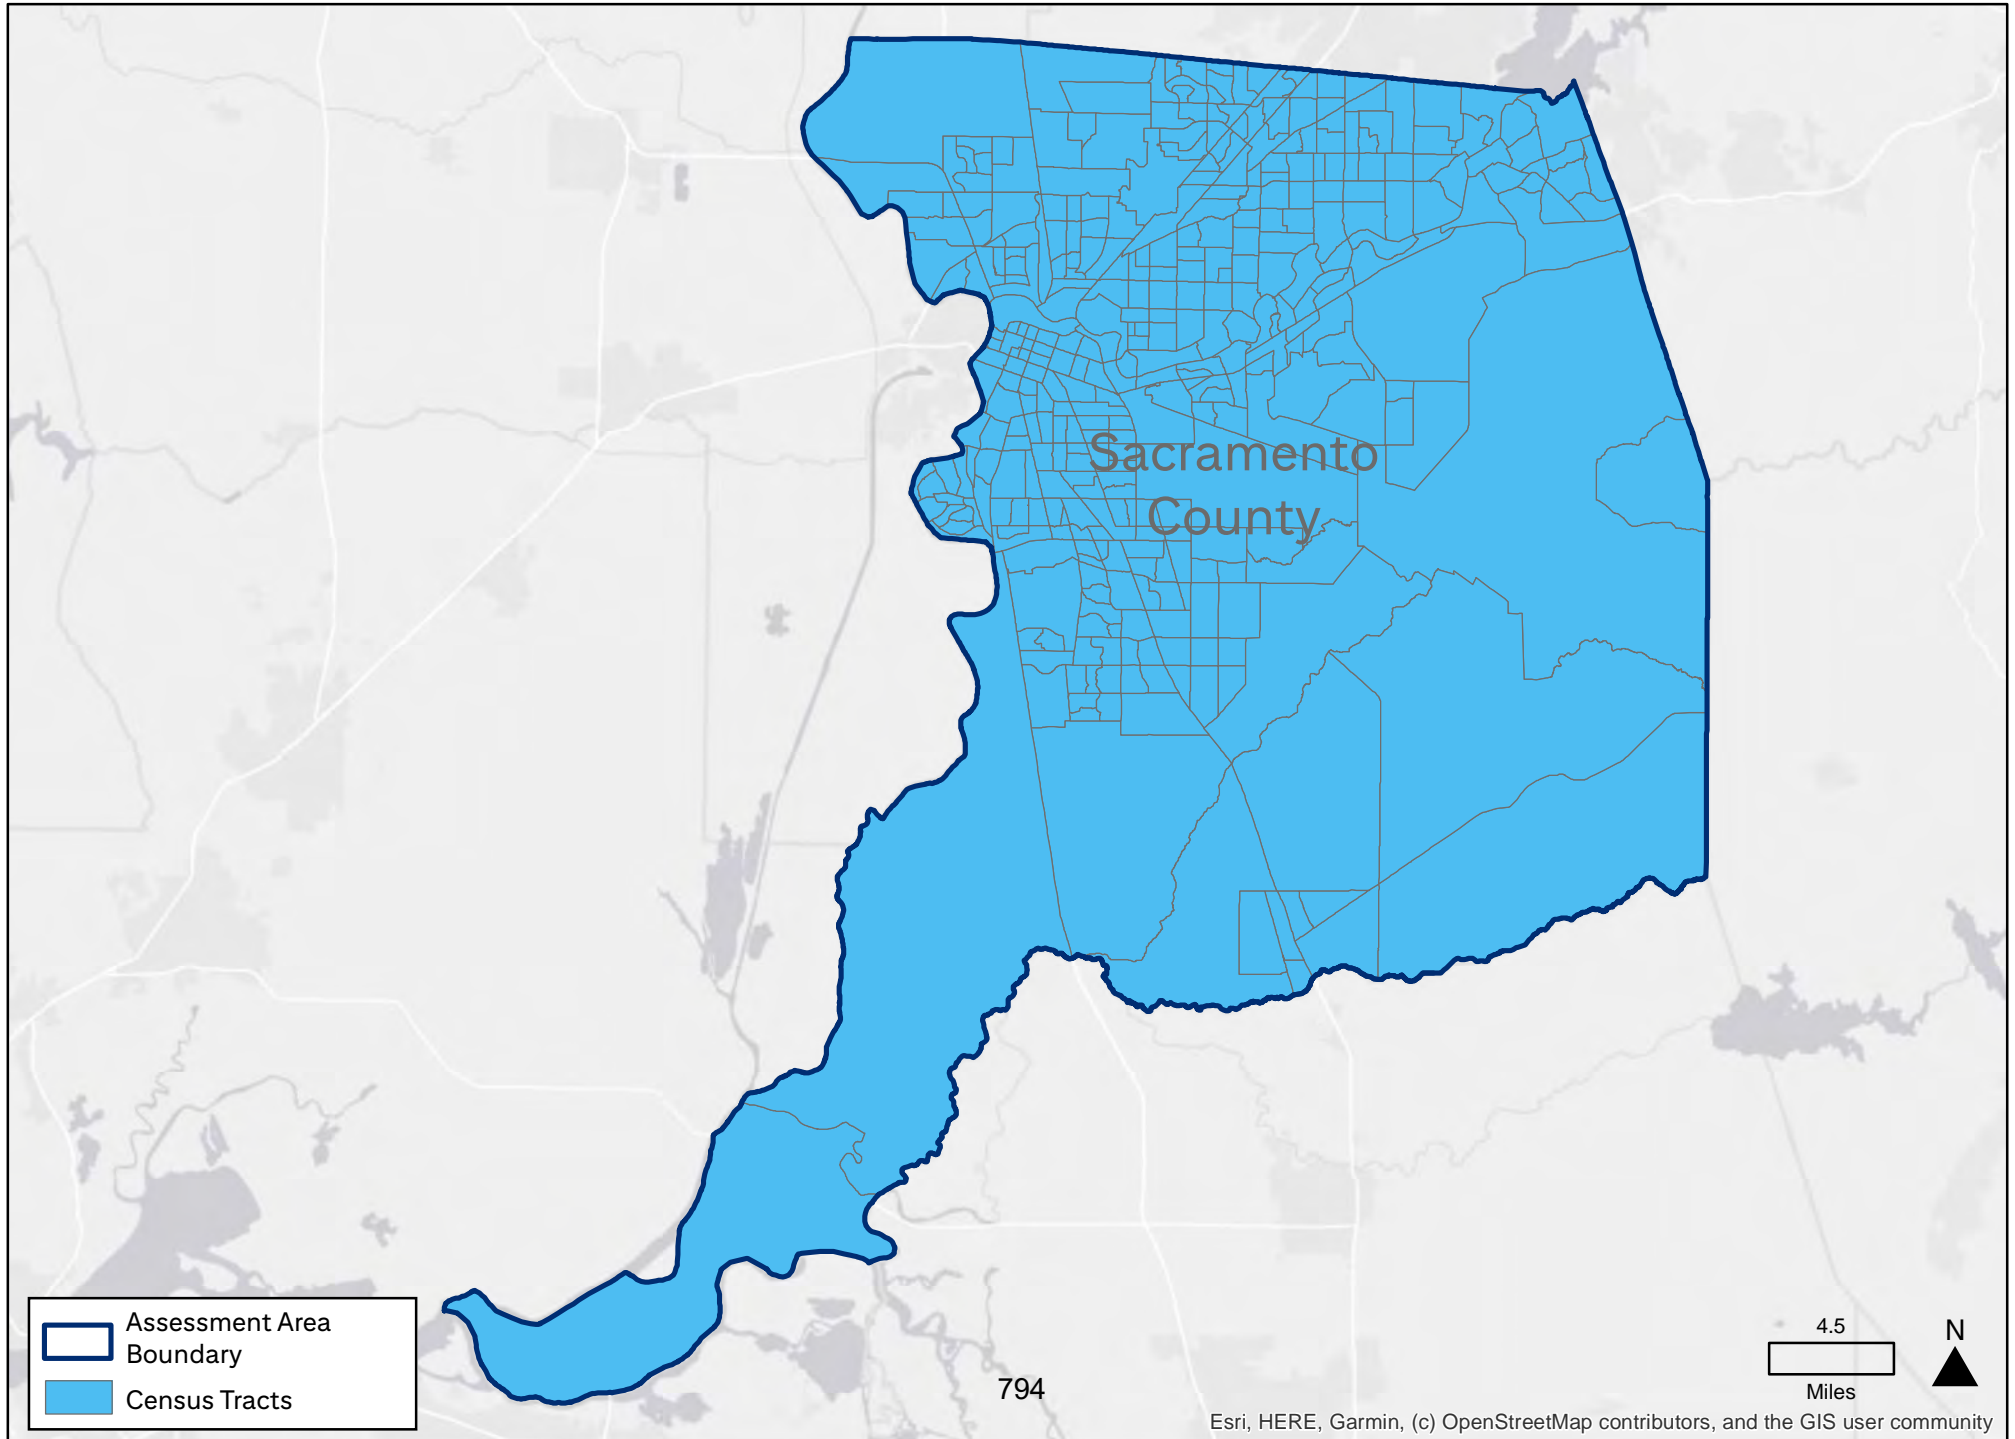 Sacramento
County
Assessment Area
Boundary
Census Tracts
794
4.5
Miles
N
Esri, HERE, Garmin, (c) OpenStreetMap contributors, and the GIS user community